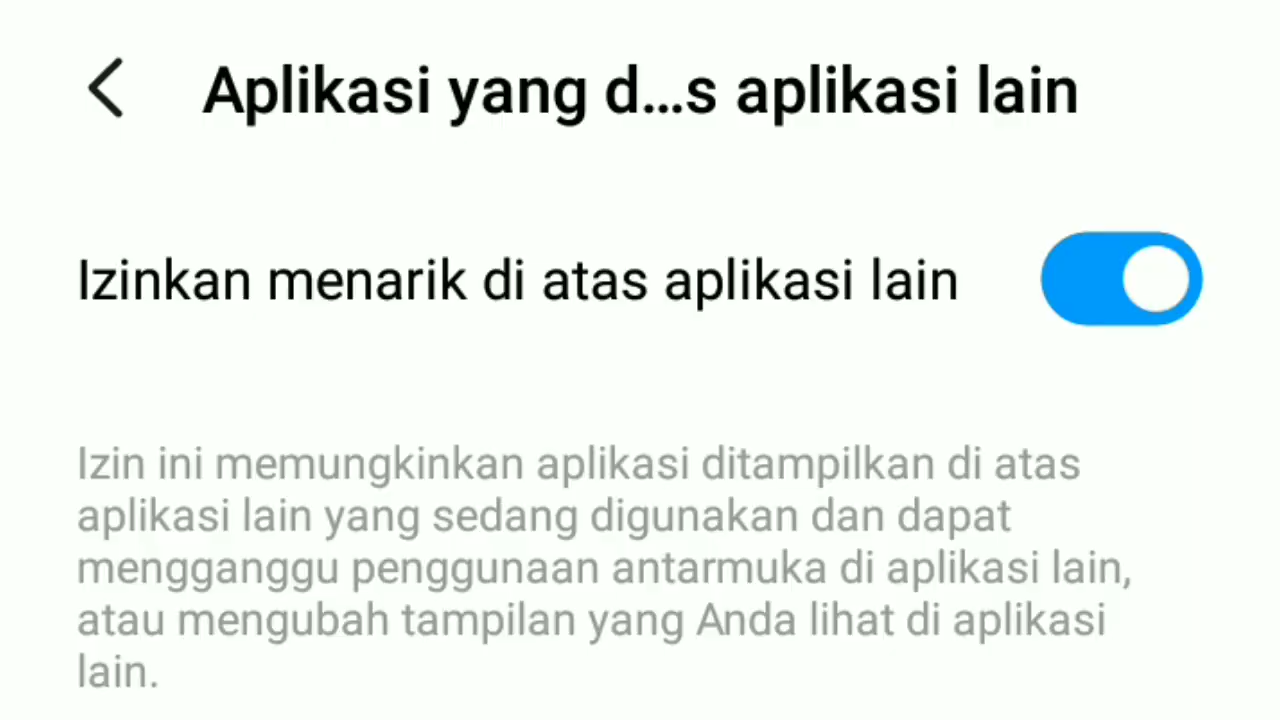 Aplikasi yang d...s aplikasi lain
Izinkan menarik di atas aplikasi lain
Izin ini memungkinkan aplikasi ditampilkan di atas
aplikasi lain yang sedang digunakan dan dapat
mengganggu penggunaan antarmuka di aplikasi lain,
atau mengubah tampilan yang Anda lihat di aplikasi
lain.